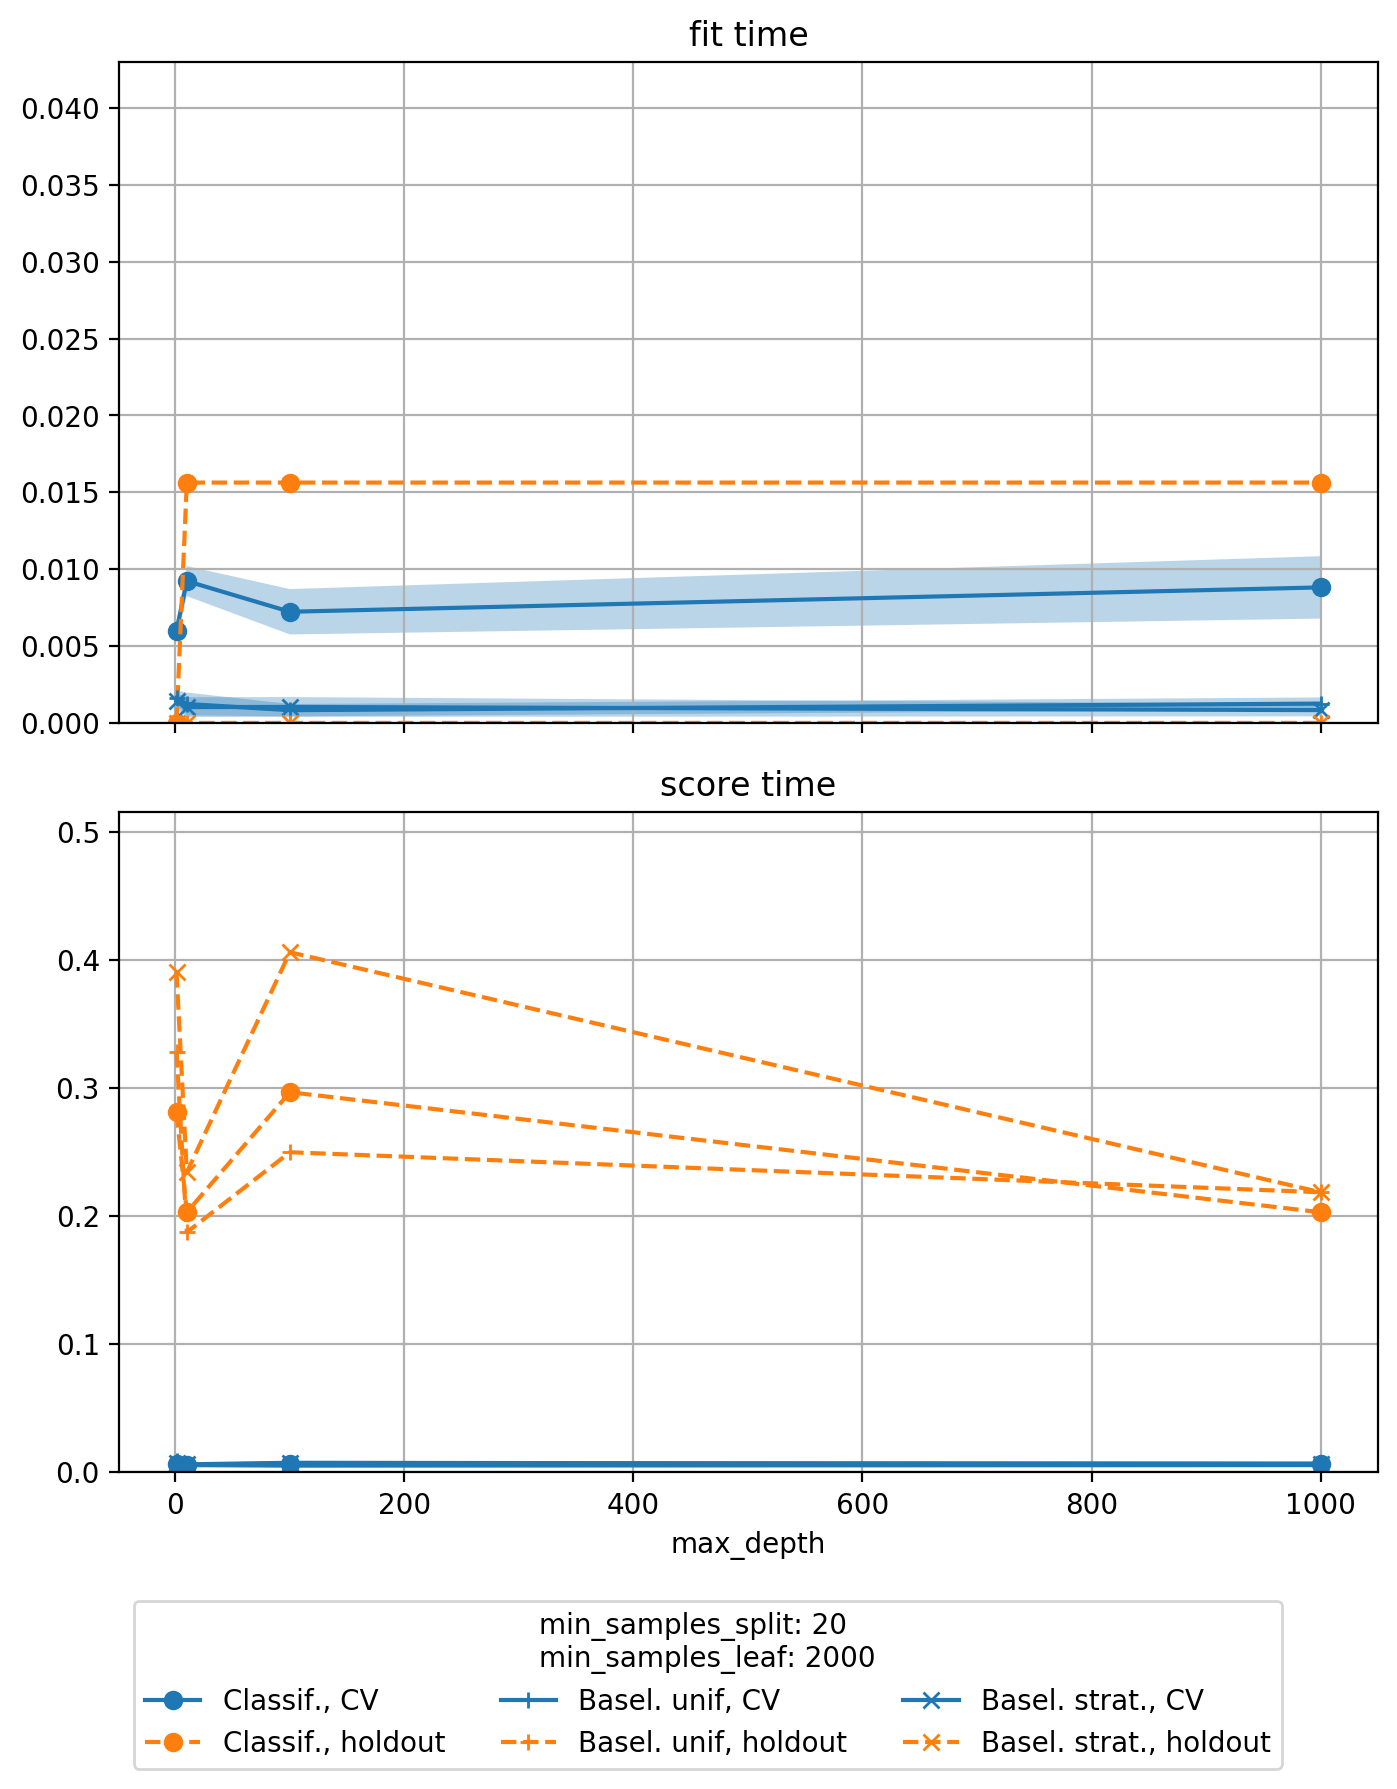 fit time
0.040
0.035
0.030
0.025
0.020
0.015
0.010
0.005
0.000
score time
0.5
0.4
0.3
0.2
0.1
0.0
0 200 400 600 800 1000
max_depth
min_samples_split: 20
min_samples_leaf: 2000
Classif., CV Basel. unif, CV Basel. strat., CV
Classif., holdout Basel. unif, holdout Basel. strat., holdout